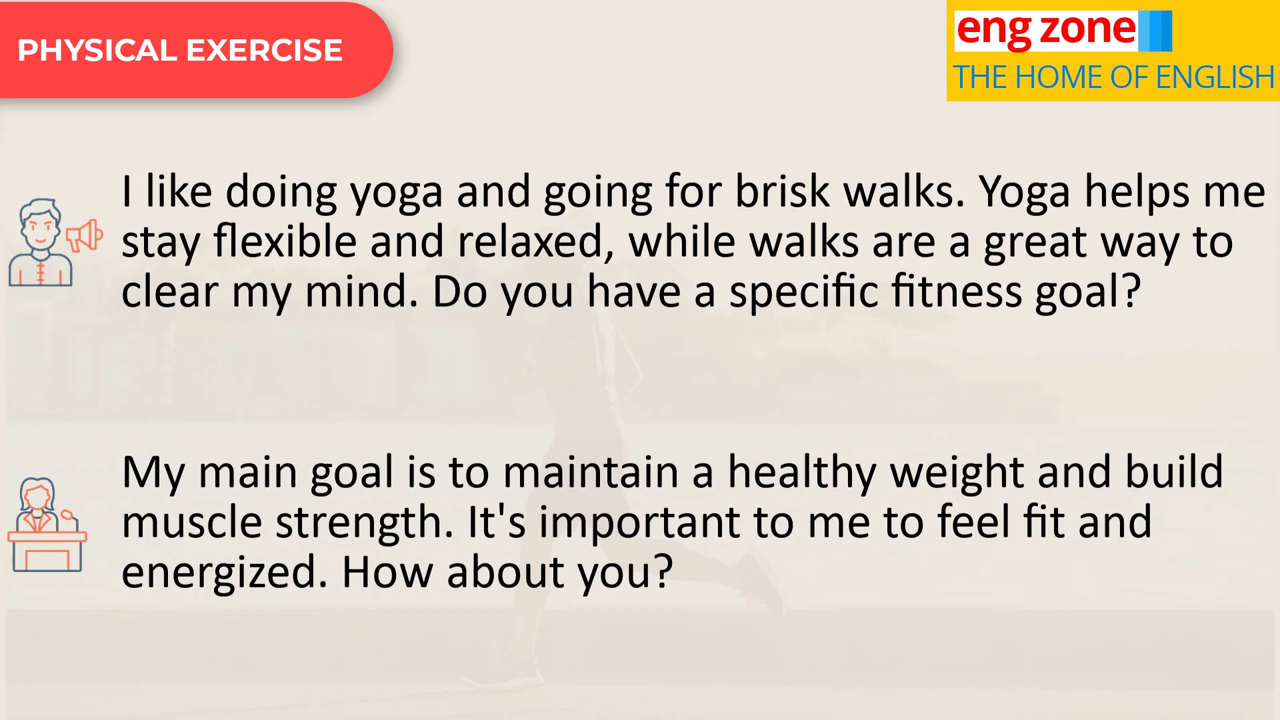 PHYSICAL EXERCISE
eng zone
THE HOME OF ENGLISH
I like doing yoga and going for brisk walks. Yoga helps me
stay flexible and relaxed, while walks are a great way to
clear my mind. Do you have a specific fitness goal?
My main goal is to maintain a healthy weight and build
muscle strength. It's important to me to feel fit and
energized. How about you?